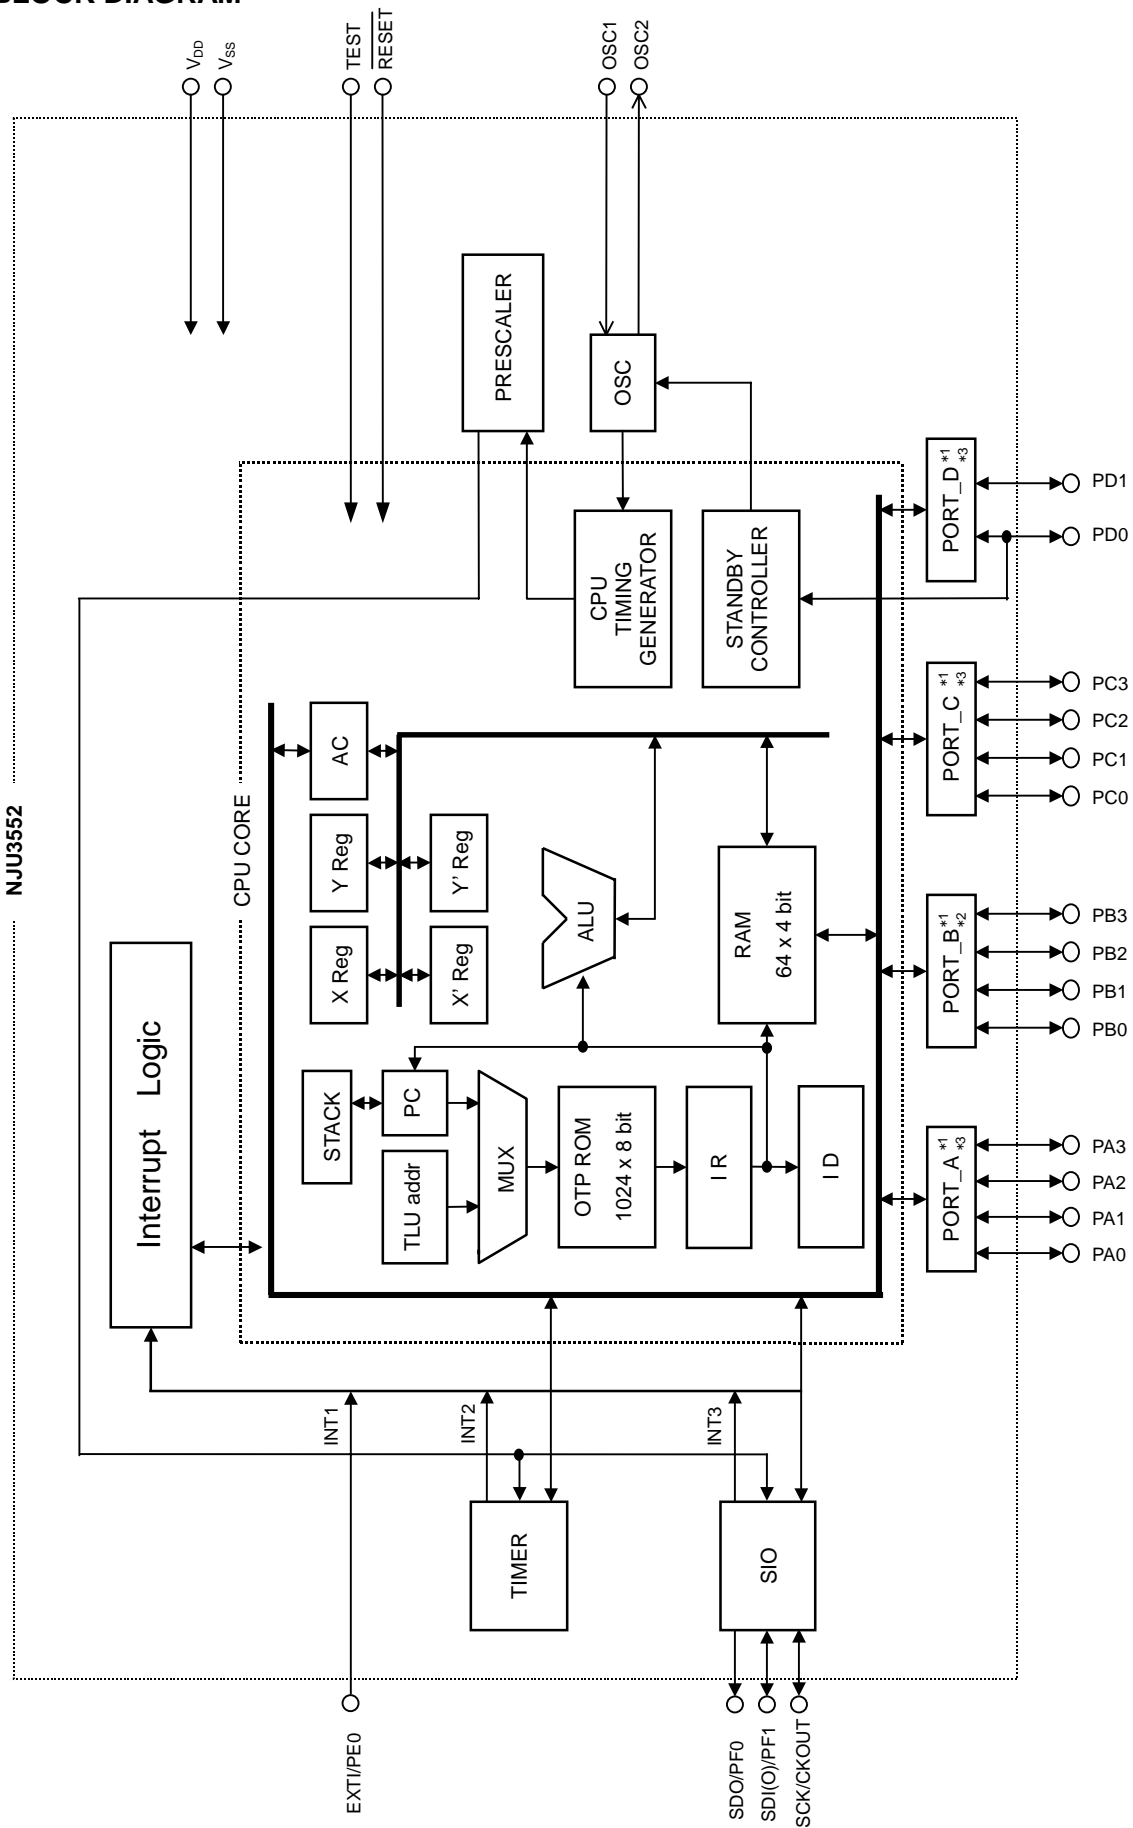 BLOCK DIAGRAM
NJU3552
VDD
VSS
TEST
RESET
OSC1
OSC2
PRESCALER
OSC
CPU CORE
CPU
TIMING
GENERATOR
STANDBY
CONTROLLER
Interrupt Logic
X Reg
Y Reg
AC
X' Reg
Y' Reg
STACK
PC
TLU addr
MUX
ALU
OTP ROM
1024 x 8 bit
RAM
64 x 4 bit
I R
I D
INT1
INT2
INT3
TIMER
SIO
EXTI/PE0
SDO/PF0
SDI(O)/PF1
SCK/CKOUT
PORT_D *1 *3
PD1
PD0
PORT_C *1 *3
PC3
PC2
PC1
PC0
PORT_B *1 *2
PB3
PB2
PB1
PB0
PORT_A *1 *3
PA3
PA2
PA1
PA0